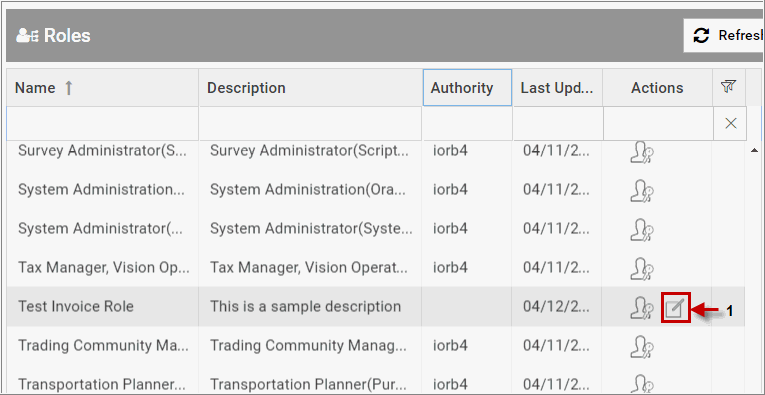 Roles Refresh
Name Description Authority Last Upd... Actions
Survey Administrator(S... Survey Administrator(Script... iorb4 04/11/2...
System Administration... System Administration(Ora... iorb4 04/11/2...
System Administrator(... System Administrator(Syste... iorb4 04/11/2...
Tax Manager, Vision Op... Tax Manager, Vision Operat... iorb4 04/11/2...
Test Invoice Role This is a sample description 04/12/2... 1
Trading Community Ma... Trading Community Manag... iorb4 04/11/2...
Transportation Planner... Transportation Planner(Pur... iorb4 04/11/2...